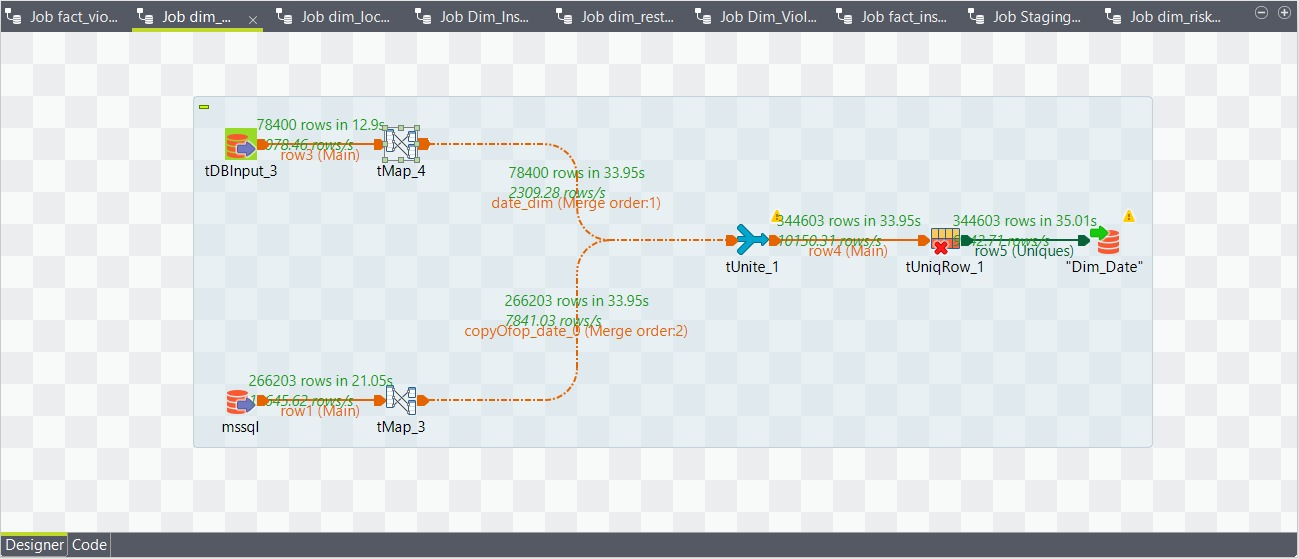 Job fact_vio...
Job dim_...
Job dim_loc...
Job Dim_Ins...
Job dim_rest...
Job Dim_Viol...
Job fact_ins...
Job Staging...
Job dim_risk...
78400 rows in 12.9s
row3 (Main)
tDBInput_3
tMap_4
78400 rows in 33.95s
2309.28 rows/s
date_dim (Merge order:1)
344603 rows in 33.95s
10150.31 rows/s
row4 (Main)
344603 rows in 35.01s
row5 (Uniques)
tUnite_1
tUniqRow_1
"Dim_Date"
266203 rows in 33.95s
7841.03 rows/s
copyOfop_date_0 (Merge order:2)
266203 rows in 21.05s
row1 (Main)
mssql
tMap_3
Designer
Code